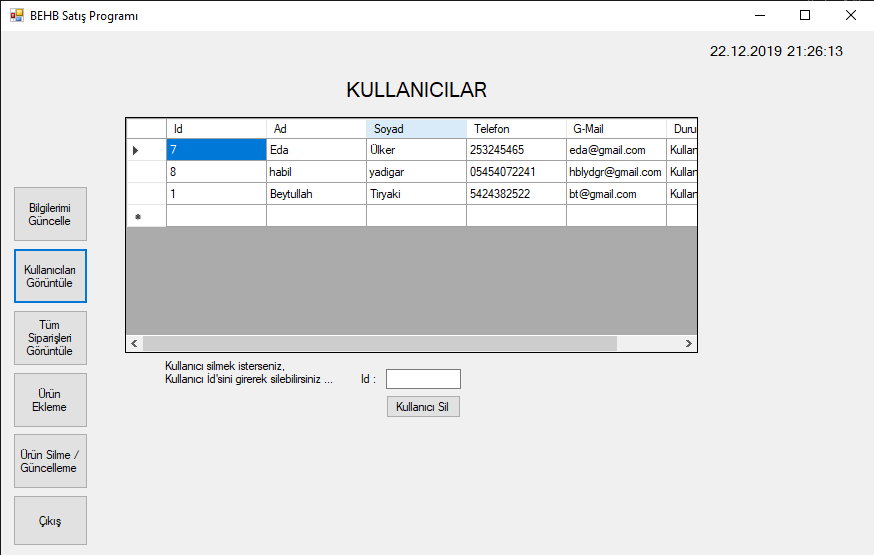 BEHB Satış Programı
22.12.2019 21:26:13
KULLANICILAR
Id Ad Soyad Telefon G-Mail Duru
7 Eda Ülker 253245465 eda@gmail.com Kullan
8 habil yadigar 05454072241 hblydgr@gmail.com Kullan
1 Beytullah Tiryaki 5424382522 bt@gmail.com Kullan
Bilgilerimi
Güncelle
Kullanıcıları
Görüntüle
Tüm
Siparişleri
Görüntüle
Ürün
Ekleme
Ürün Silme /
Güncelleme
Çıkış
Kullanıcı silmek isterseniz,
Kullanıcı İd'sini girerek silebilirsiniz ... Id :
Kullanıcı Sil